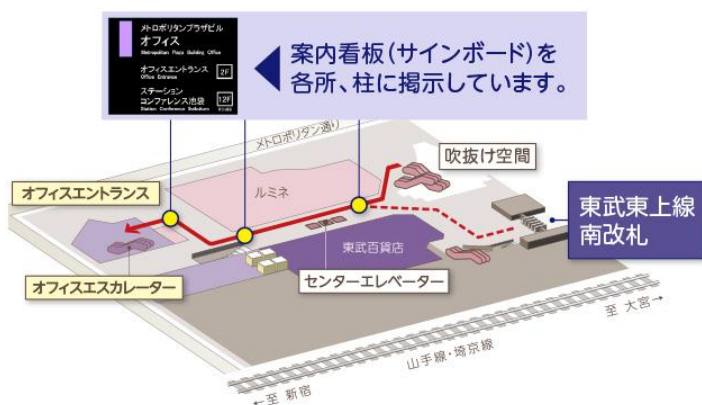 メトロポリタンプラザビル
オフィス
Metropolitan Plaza Building Office
オフィスエントランス
Office Entrance
2F
ステーション
コンファレンス池袋
Station Conference Ikebukuro
12F
案内看板(サインボード)を
各所、柱に掲示しています。
メトロポリタン通り
吹抜け空間
オフィスエントランス
ルミネ
東武東上線
南改札
東武百貨店
オフィスエスカレーター
センターエレベーター
至 大宮→
山手線・埼京線
←至 新宿